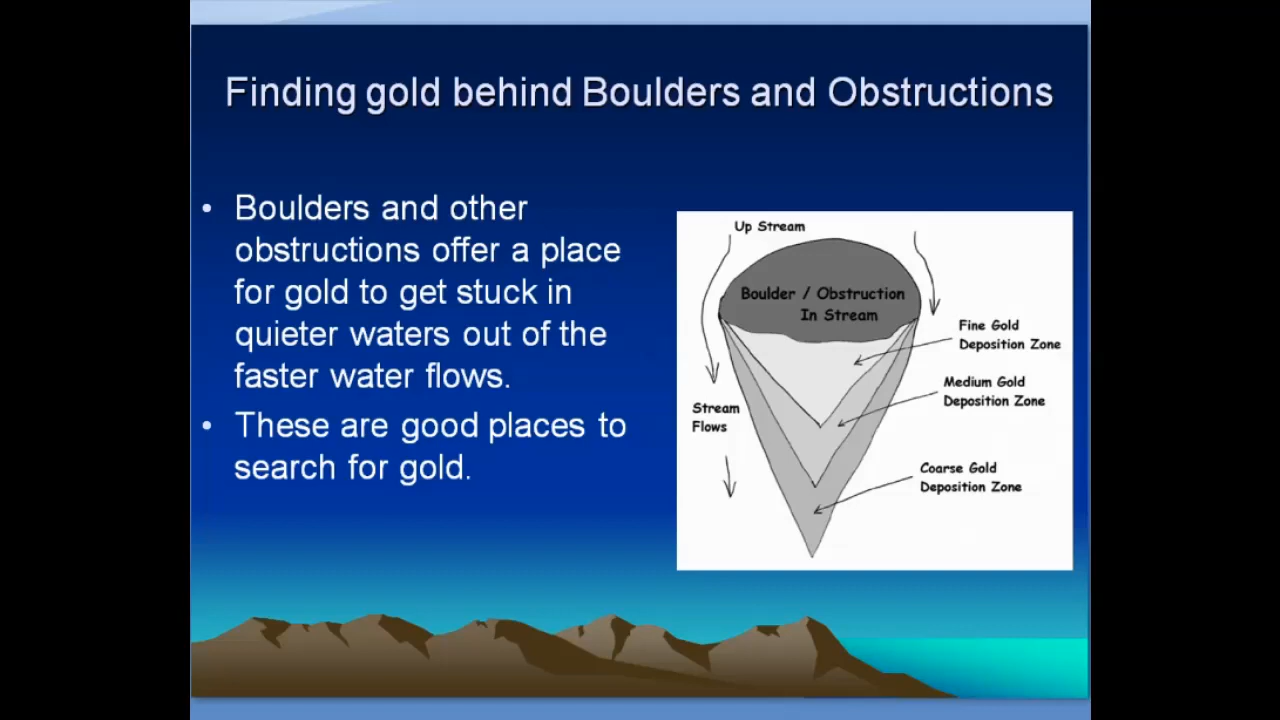 Finding gold behind Boulders and Obstructions
• Boulders and other
obstructions offer a place
for gold to get stuck in
quieter waters out of the
faster water flows.
• These are good places to
search for gold.
Up Stream
Boulder / Obstruction
In Stream
Fine Gold
Deposition Zone
Medium Gold
Deposition Zone
Stream
Flows
Coarse Gold
Deposition Zone